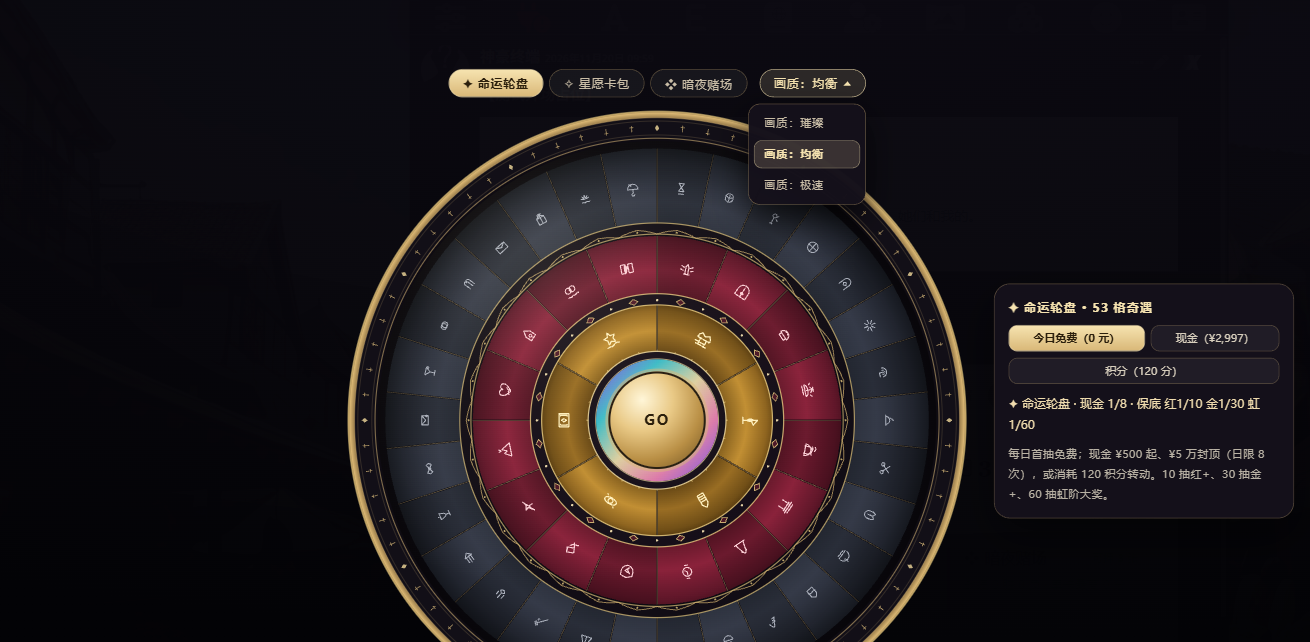 ✦ 命运轮盘
✧ 星愿卡包
❖ 暗夜赌场
画质：均衡
画质：璀璨
画质：均衡
画质：极速
GO
✦ 命运轮盘 • 53 格奇遇
今日免费（0 元）
现金（¥2,997）
积分（120 分）
✦ 命运轮盘 · 现金 1/8 · 保底 红1/10 金1/30 虹
1/60
每日首抽免费；现金 ¥500 起、¥5 万封顶（日限 8
次），或消耗 120 积分转动。10 抽红+、30 抽金
+、60 抽虹阶大奖。